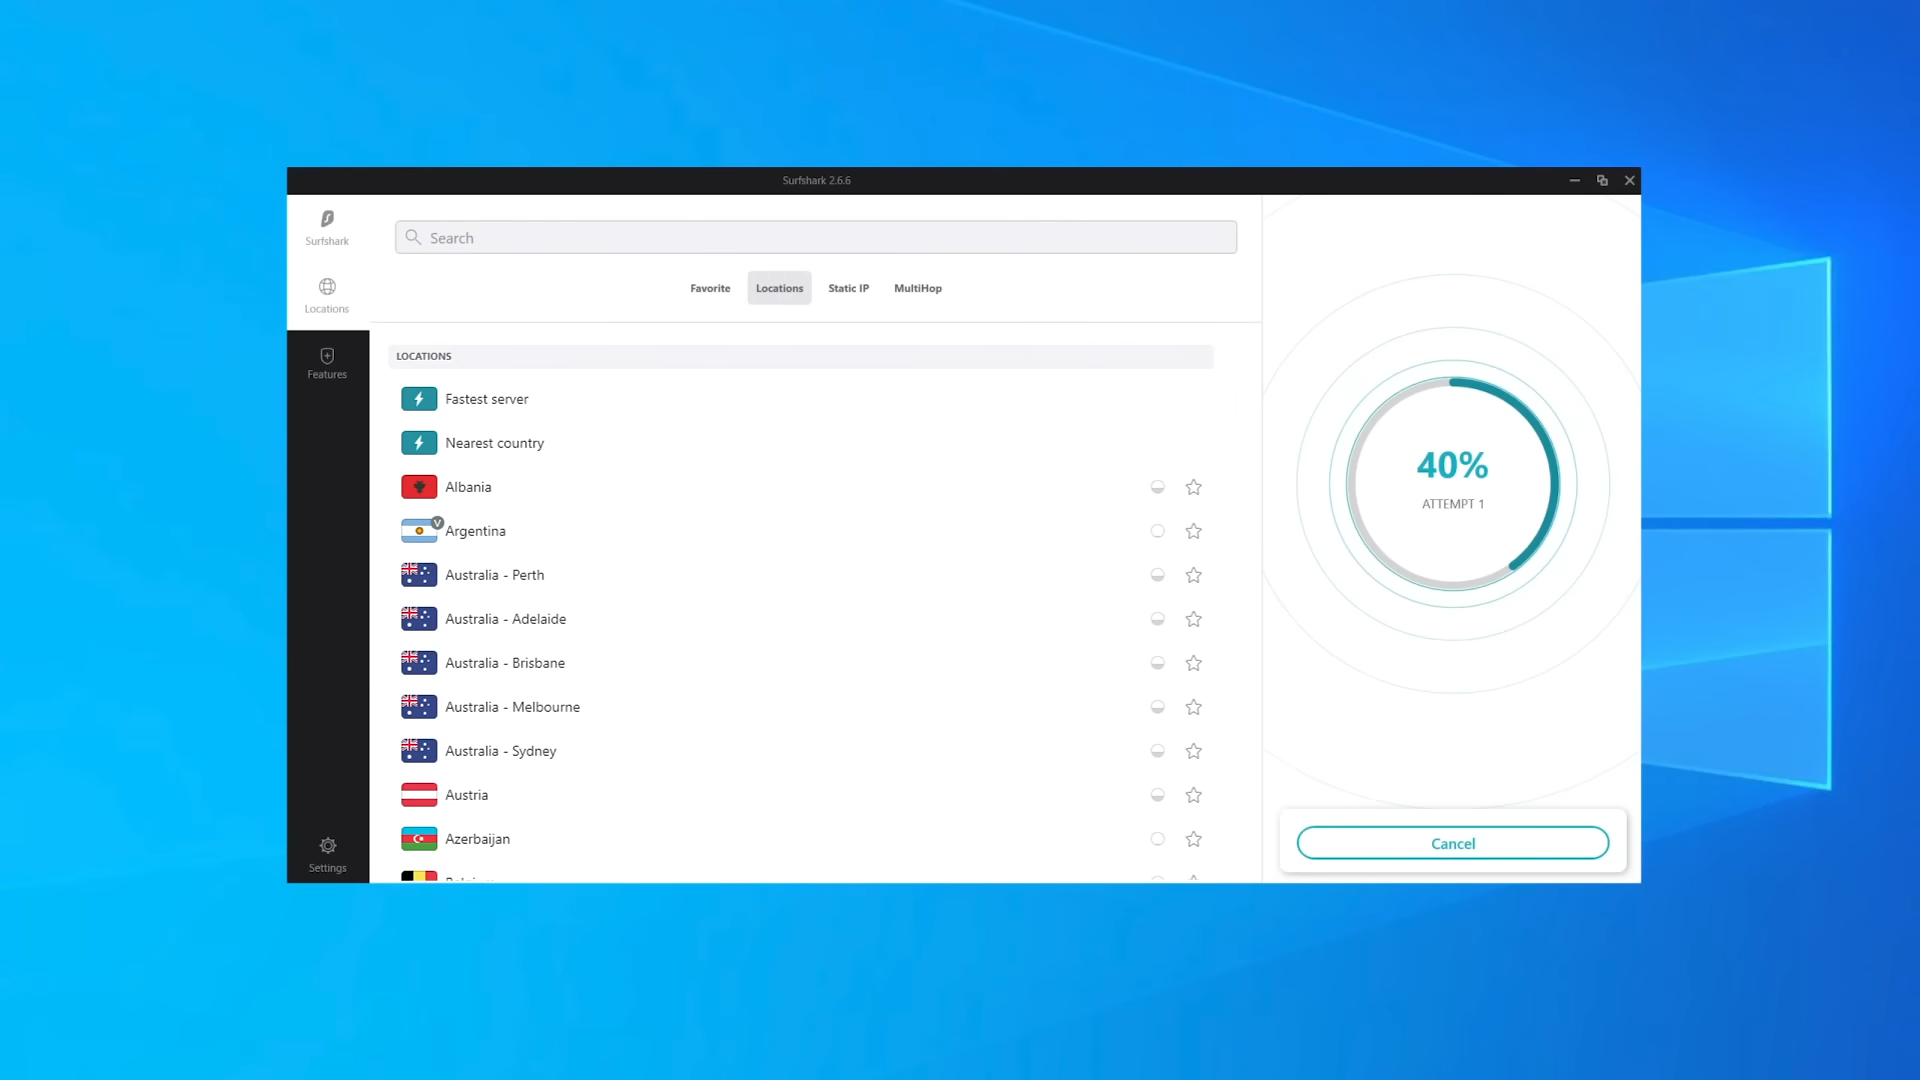 Surfshark 2.6.6
Surfshark
Search
Locations
Favorite
Locations
Static IP
MultiHop
LOCATIONS
Features
Fastest server
Nearest country
Albania
V
Argentina
Australia - Perth
Australia - Adelaide
Australia - Brisbane
Australia - Melbourne
Australia - Sydney
Austria
Azerbaijan
40%
ATTEMPT 1
Cancel
Settings